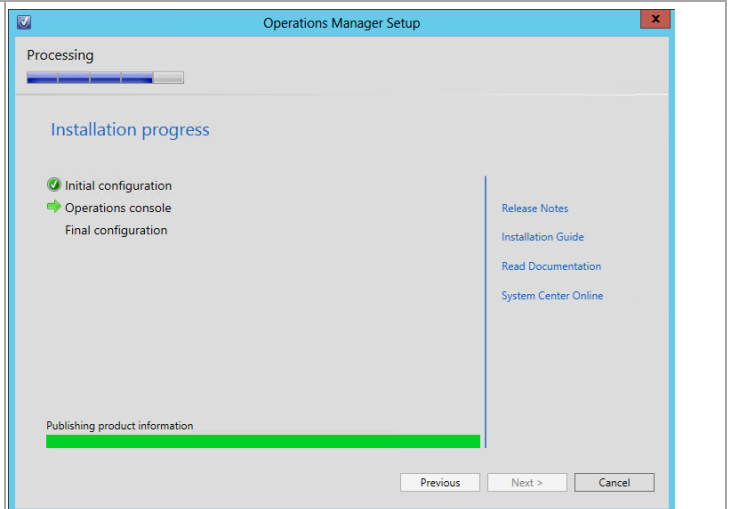 Operations Manager Setup
x
Processing
Installation progress
Initial configuration
Operations console
Final configuration
Release Notes
Installation Guide
Read Documentation
System Center Online
Publishing product information
Previous
Next >
Cancel